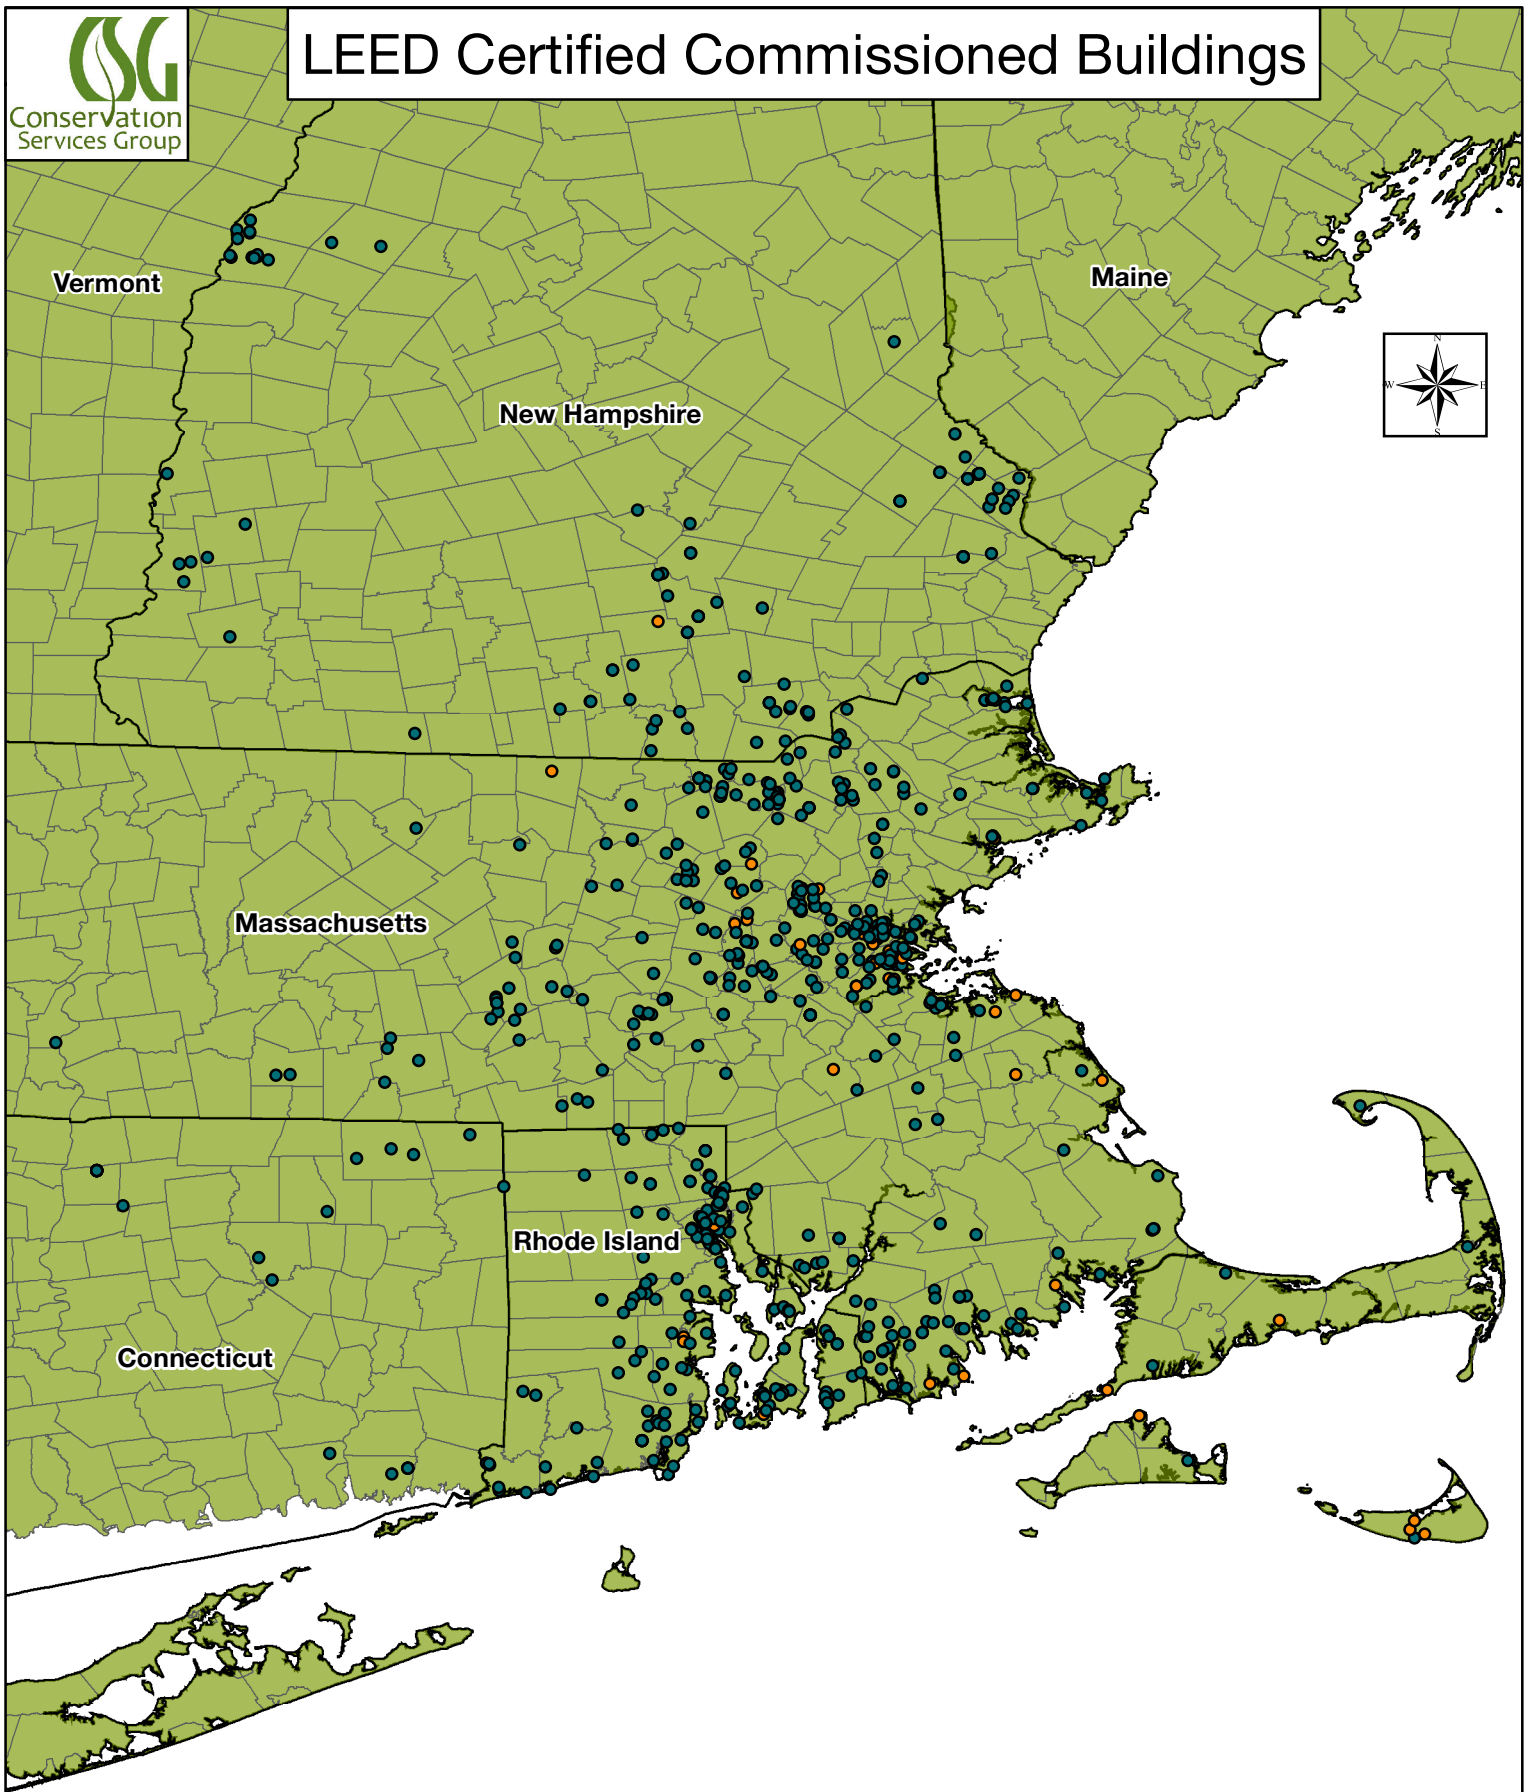 CSG
Conservation
Services Group
LEED Certified Commissioned Buildings
Vermont
Maine
N
W
E
S
New Hampshire
Massachusetts
Rhode Island
Connecticut